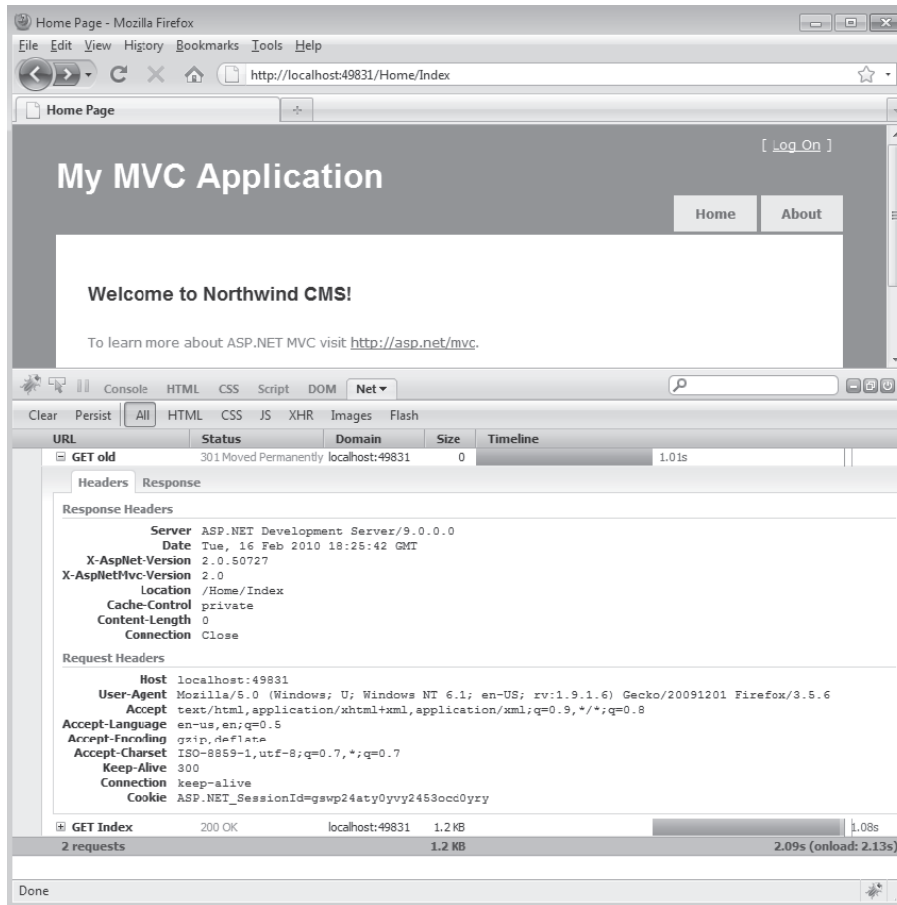 Home Page - Mozilla Firefox
File Edit View History Bookmarks Tools Help
http://localhost:49831/Home/Index
Home Page
[ Log On ]
My MVC Application
Home About
Welcome to Northwind CMS!
To learn more about ASP.NET MVC visit http://asp.net/mvc.
Console HTML CSS Script DOM Net
Clear Persist All HTML CSS JS XHR Images Flash
URL Status Domain Size Timeline
GET old 301 Moved Permanently localhost:49831 0 1.01s
Headers Response
Response Headers
Server ASP.NET Development Server/9.0.0.0
Date Tue, 16 Feb 2010 18:25:42 GMT
X-AspNet-Version 2.0.50727
X-AspNetMvc-Version 2.0
Location /Home/Index
Cache-Control private
Content-Length 0
Connection Close
Request Headers
Host localhost:49831
User-Agent Mozilla/5.0 (Windows; U; Windows NT 6.1; en-US; rv:1.9.1.6) Gecko/20091201 Firefox/3.5.6
Accept text/html,application/xhtml+xml,application/xml;q=0.9,*/*;q=0.8
Accept-Language en-us,en;q=0.5
Accept-Encoding gzip,deflate
Accept-Charset ISO-8859-1,utf-8;q=0.7,*;q=0.7
Keep-Alive 300
Connection keep-alive
Cookie ASP.NET_SessionId=gswp24aty0yvy2453ocd0yry
GET Index 200 OK localhost:49831 1.2 KB 1.08s
2 requests 1.2 KB 2.09s (onload: 2.13s)
Done